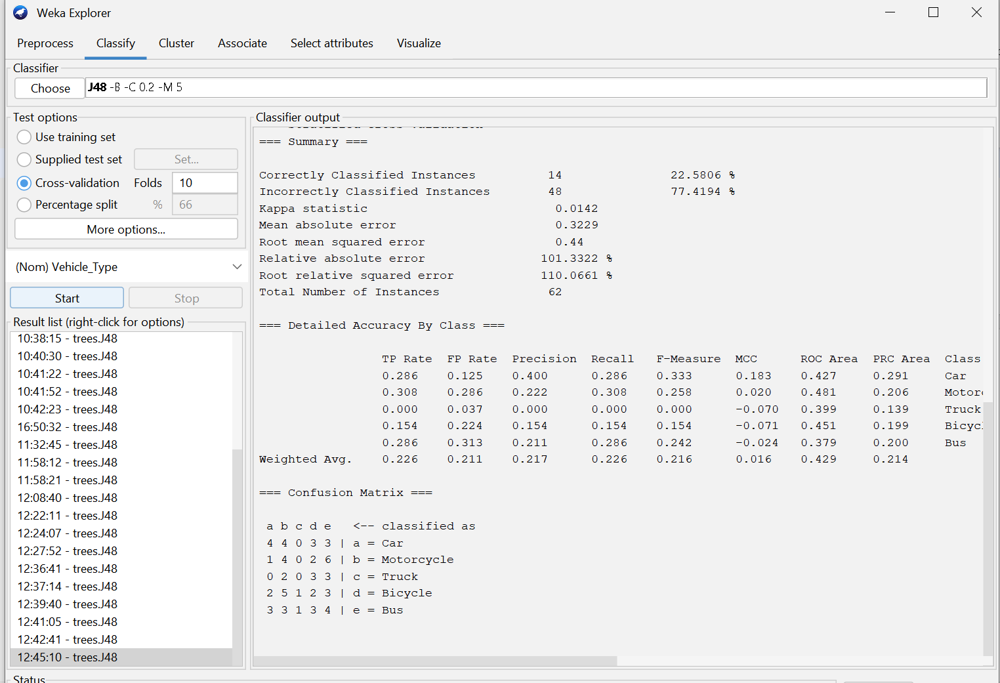 Weka Explorer
Preprocess Classify Cluster Associate Select attributes Visualize
Classifier
Choose J48 -B -C 0.2 -M 5
Test options
Use training set
Supplied test set Set...
Cross-validation Folds 10
Percentage split % 66
More options...
(Nom) Vehicle_Type
Start Stop
Result list (right-click for options)
10:38:15 - trees.J48
10:40:30 - trees.J48
10:41:22 - trees.J48
10:41:52 - trees.J48
10:42:23 - trees.J48
16:50:32 - trees.J48
11:32:45 - trees.J48
11:58:12 - trees.J48
11:58:21 - trees.J48
12:08:40 - trees.J48
12:22:11 - trees.J48
12:24:07 - trees.J48
12:27:52 - trees.J48
12:36:41 - trees.J48
12:37:14 - trees.J48
12:39:40 - trees.J48
12:41:05 - trees.J48
12:42:41 - trees.J48
12:45:10 - trees.J48
Classifier output
=== Summary ===
Correctly Classified Instances 14 22.5806 %
Incorrectly Classified Instances 48 77.4194 %
Kappa statistic 0.0142
Mean absolute error 0.3229
Root mean squared error 0.44
Relative absolute error 101.3322 %
Root relative squared error 110.0661 %
Total Number of Instances 62
=== Detailed Accuracy By Class ===
TP Rate FP Rate Precision Recall F-Measure MCC ROC Area PRC Area Class
0.286 0.125 0.400 0.286 0.333 0.183 0.427 0.291 Car
0.308 0.286 0.222 0.308 0.258 0.020 0.481 0.206 Motor
0.000 0.037 0.000 0.000 0.000 -0.070 0.399 0.139 Truck
0.154 0.224 0.154 0.154 0.154 -0.071 0.451 0.199 Bicycl
0.286 0.313 0.211 0.286 0.242 -0.024 0.379 0.200 Bus
Weighted Avg. 0.226 0.211 0.217 0.226 0.216 0.016 0.429 0.214
=== Confusion Matrix ===
a b c d e <-- classified as
4 4 0 3 3 | a = Car
1 4 0 2 6 | b = Motorcycle
0 2 0 3 3 | c = Truck
2 5 1 2 3 | d = Bicycle
3 3 1 3 4 | e = Bus
Status